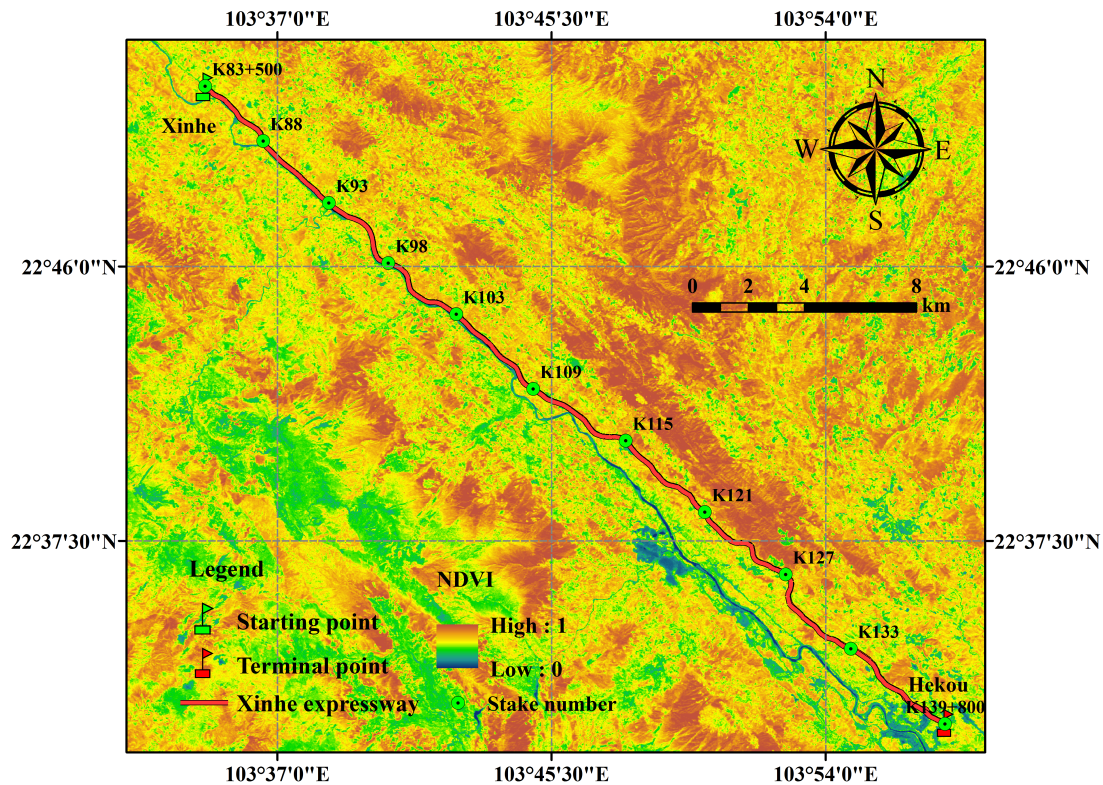 103°37'0"E 103°45'30"E 103°54'0"E
K83+500
Xinhe
K88
N
W E
S
K93
K98
22°46'0"N 22°46'0"N
0 2 4 8
km
K103
K109
K115
K121
22°37'30"N 22°37'30"N
K127
Legend
NDVI
Starting point
High : 1
K133
Terminal point
Low : 0
Hekou
Xinhe expressway
Stake number
K139+800
103°37'0"E 103°45'30"E 103°54'0"E